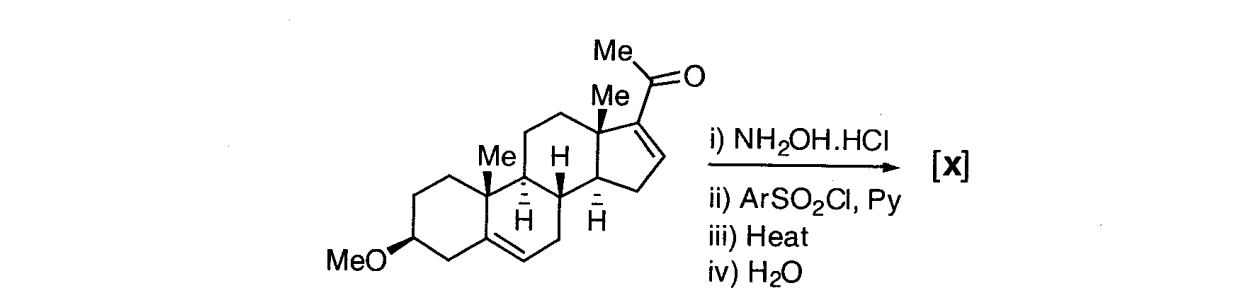 Me
O
Me
i) NH2OH.HCl
Me
H
[X]
ii) ArSO2Cl, Py
H
H
iii) Heat
MeO
iv) H2O